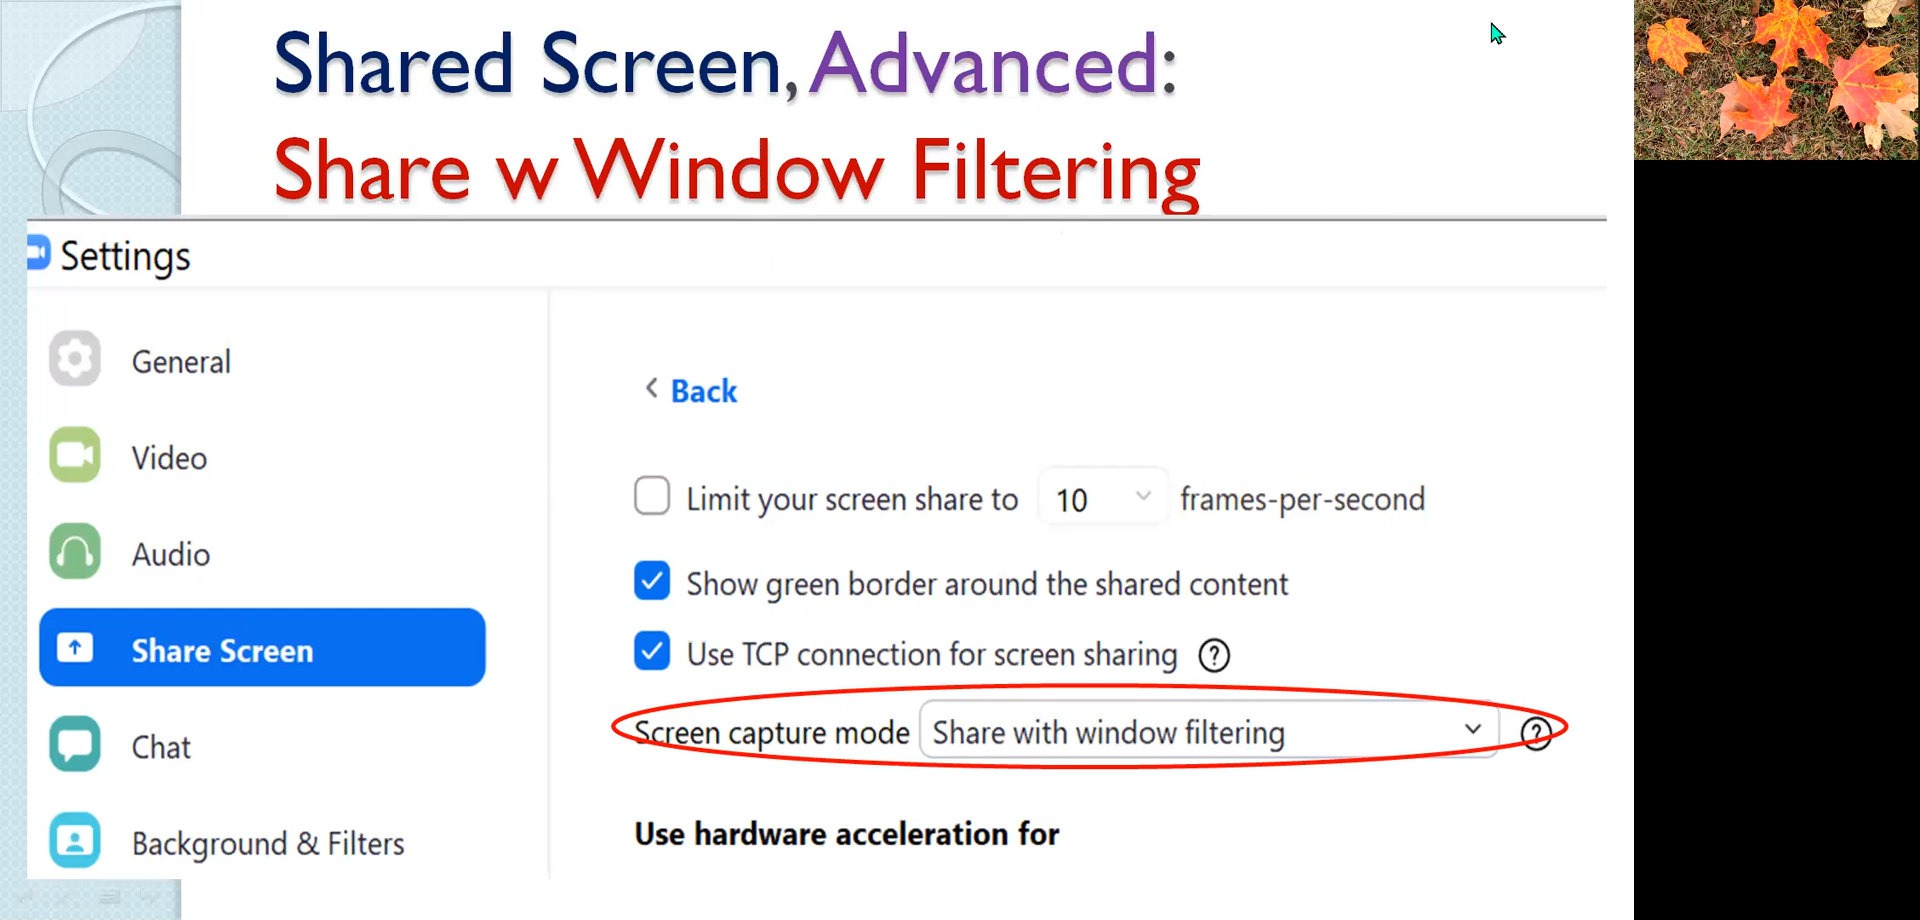 Shared Screen, Advanced:
Share w Window Filtering
Settings
General
Video
Audio
Share Screen
Chat
Background & Filters
Back
Limit your screen share to 10 frames-per-second
Show green border around the shared content
Use TCP connection for screen sharing ?
Screen capture mode Share with window filtering ?
Use hardware acceleration for